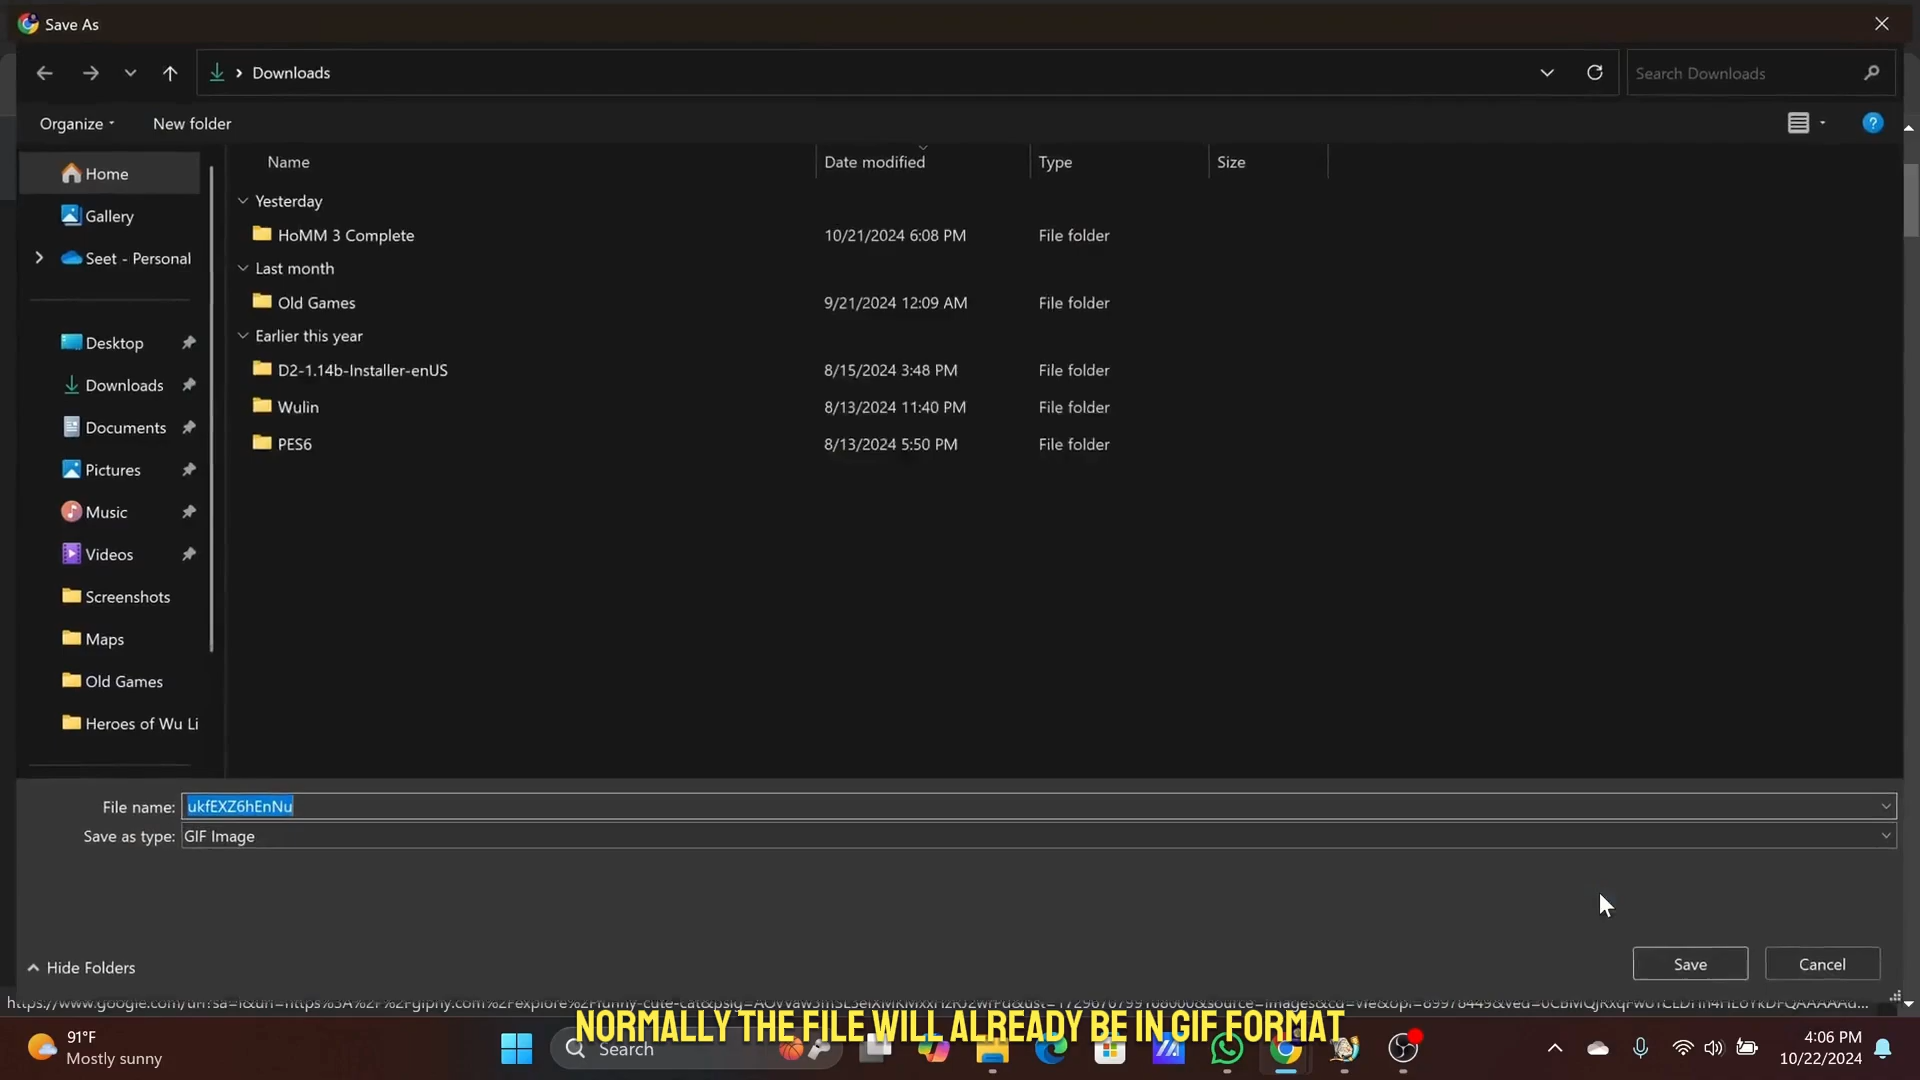 Save As
Downloads
Search Downloads
Organize
New folder
Name
Date modified
Type
Size
Home
Gallery
Seet - Personal
Desktop
Downloads
Documents
Pictures
Music
Videos
Screenshots
Maps
Old Games
Heroes of Wu Li
Yesterday
HoMM 3 Complete 10/21/2024 6:08 PM File folder
Last month
Old Games 9/21/2024 12:09 AM File folder
Earlier this year
D2-1.14b-Installer-enUS 8/15/2024 3:48 PM File folder
Wulin 8/13/2024 11:40 PM File folder
PES6 8/13/2024 5:50 PM File folder
File name: ukfEXZ6hEnNu
Save as type: GIF Image
Hide Folders
Save
Cancel
NORMALLY THE FILE WILL ALREADY BE IN GIF FORMAT
91°F
Mostly sunny
Search
4:06 PM
10/22/2024